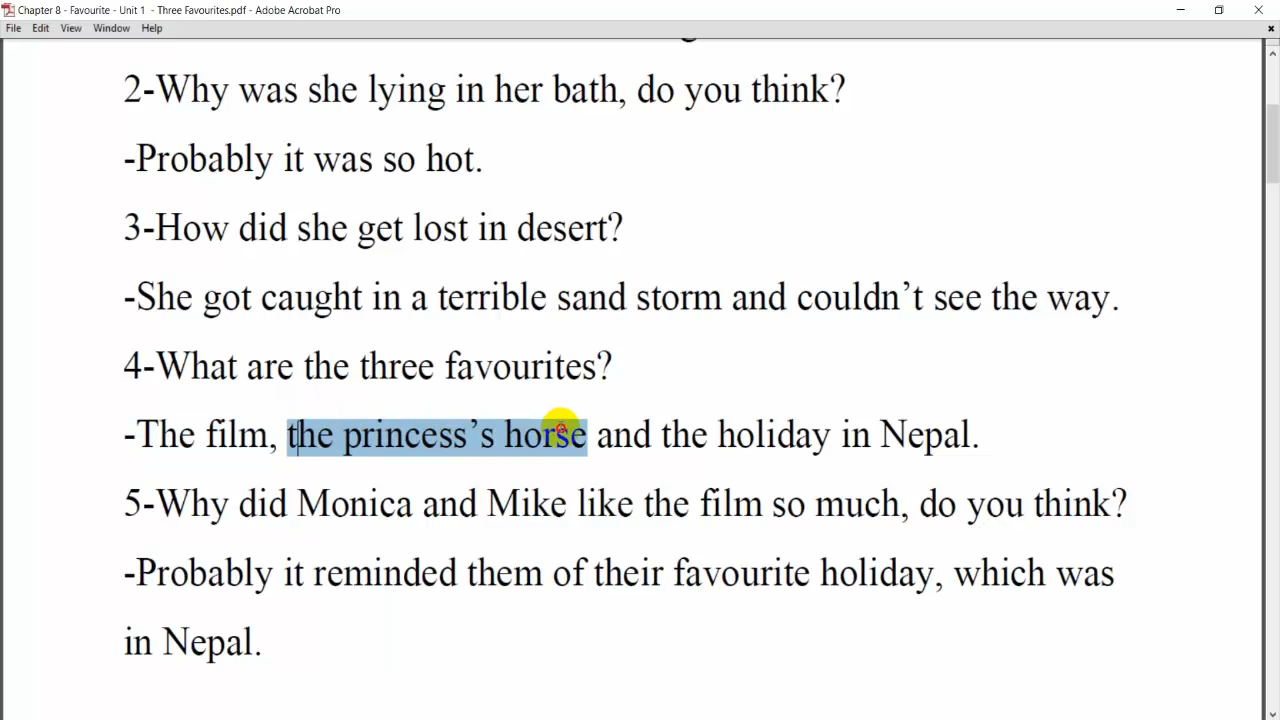 Chapter 8 - Favourite - Unit 1 - Three Favourites.pdf - Adobe Acrobat Pro
File Edit View Window Help
2-Why was she lying in her bath, do you think?
-Probably it was so hot.
3-How did she get lost in desert?
-She got caught in a terrible sand storm and couldn’t see the way.
4-What are the three favourites?
-The film, the princess’s horse and the holiday in Nepal.
5-Why did Monica and Mike like the film so much, do you think?
-Probably it reminded them of their favourite holiday, which was
in Nepal.